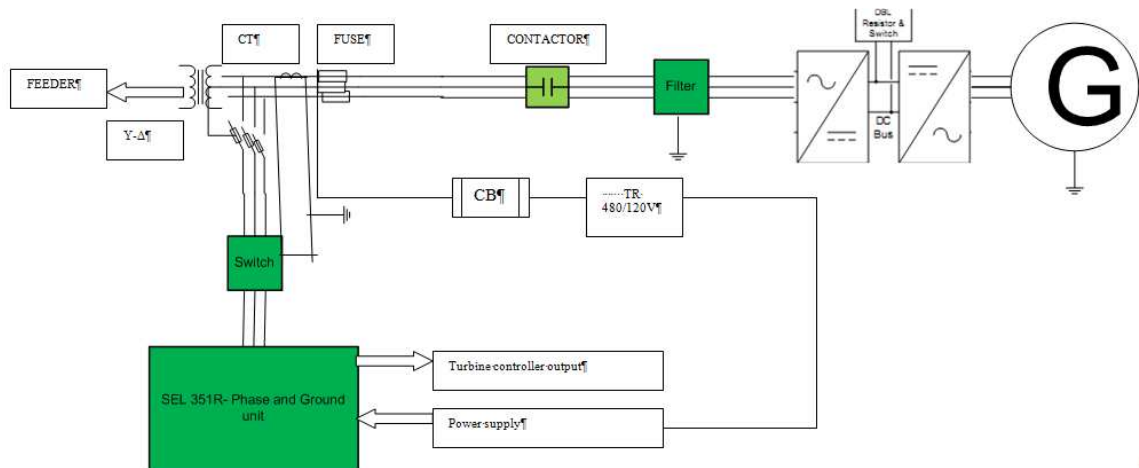 DBL
Resistor &
Switch
CT¶
FUSE¶
CONTACTOR¶
FEEDER¶
Filter
G
DC
Bus
Y-Δ¶
CB¶
·······TR·
480/120V¶
Switch
SEL 351R- Phase and Ground
unit
Turbine·controller·output¶
Power·supply¶